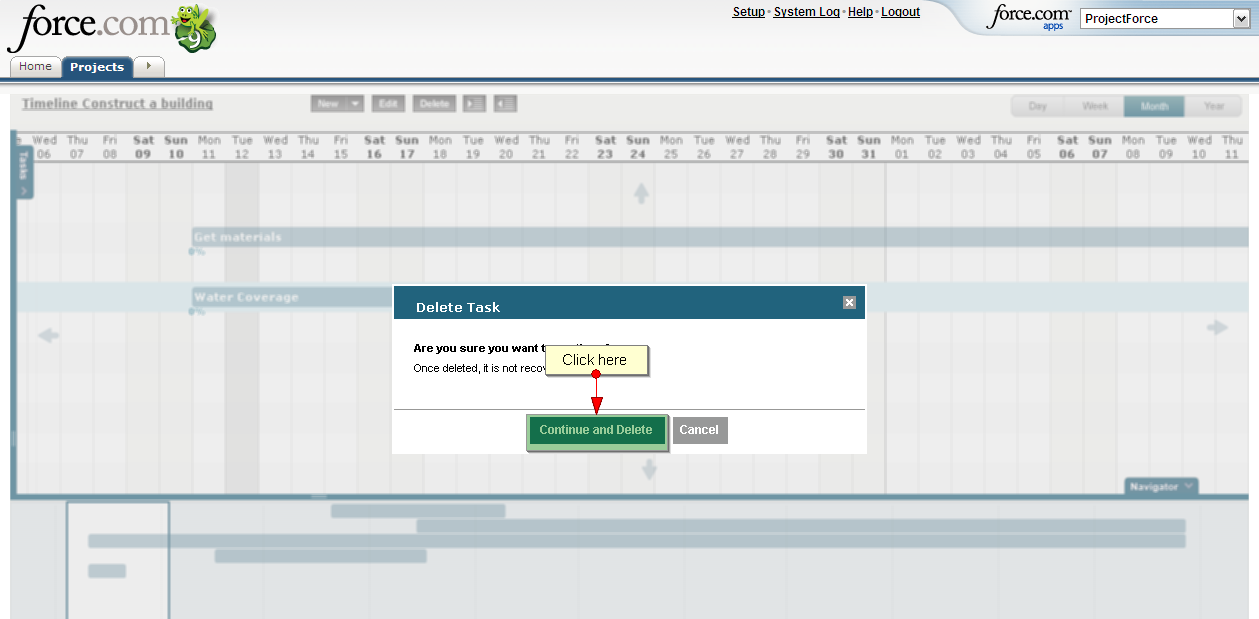 force.com
9
Setup · System Log · Help · Logout
force.com
apps
ProjectForce
Home
Projects
Timeline Construct a building
New
Edit
Delete
Day
Week
Month
Year
Wed Thu Fri Sat Sun Mon Tue Wed Thu Fri Sat Sun Mon Tue Wed Thu Fri Sat Sun Mon Tue Wed Thu Fri Sat Sun Mon Tue Wed Thu Fri Sat Sun Mon Tue Wed Thu
06 07 08 09 10 11 12 13 14 15 16 17 18 19 20 21 22 23 24 25 26 27 28 29 30 31 01 02 03 04 05 06 07 08 09 10 11
Tasks
Get materials
0%
Water Coverage
0%
Delete Task
Are you sure you want
Once deleted, it is not
Click here
Continue and Delete
Cancel
Navigator